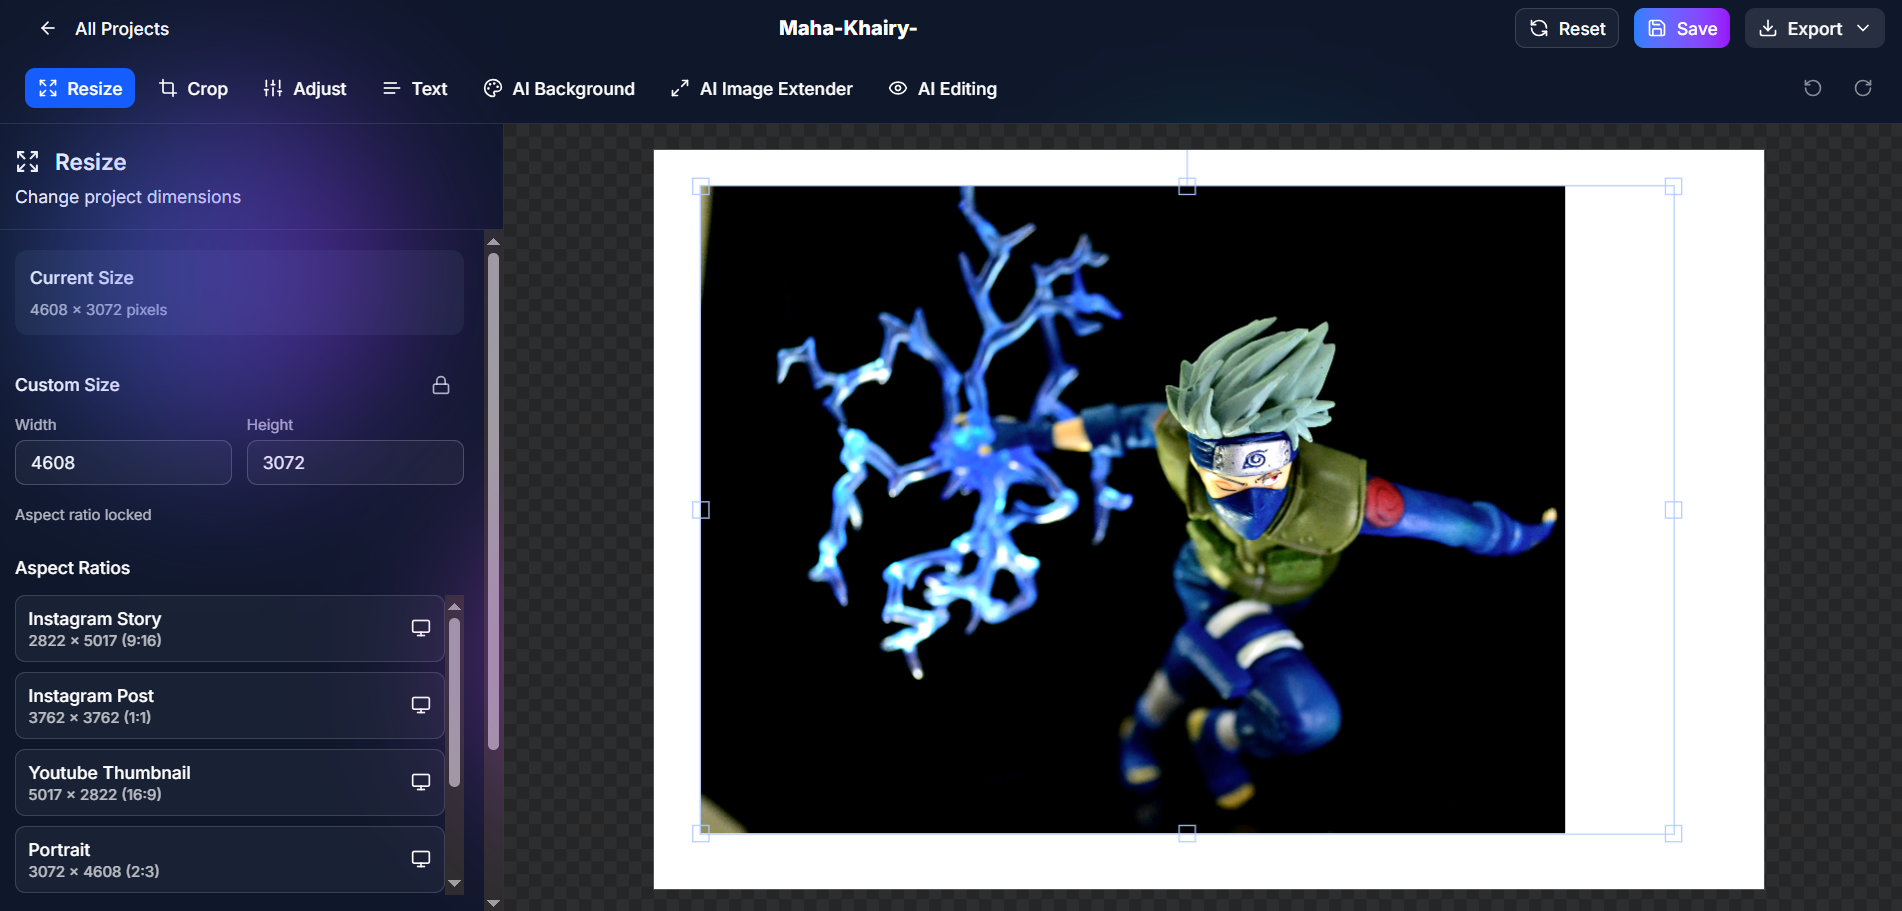 All Projects
Maha-Khairy-
Reset
Save
Export
Resize
Crop
Adjust
Text
AI Background
AI Image Extender
AI Editing
Resize
Change project dimensions
Current Size
4608 × 3072 pixels
Custom Size
Width
Height
4608
3072
Aspect ratio locked
Aspect Ratios
Instagram Story
2822 × 5017 (9:16)
Instagram Post
3762 × 3762 (1:1)
Youtube Thumbnail
5017 × 2822 (16:9)
Portrait
3072 × 4608 (2:3)